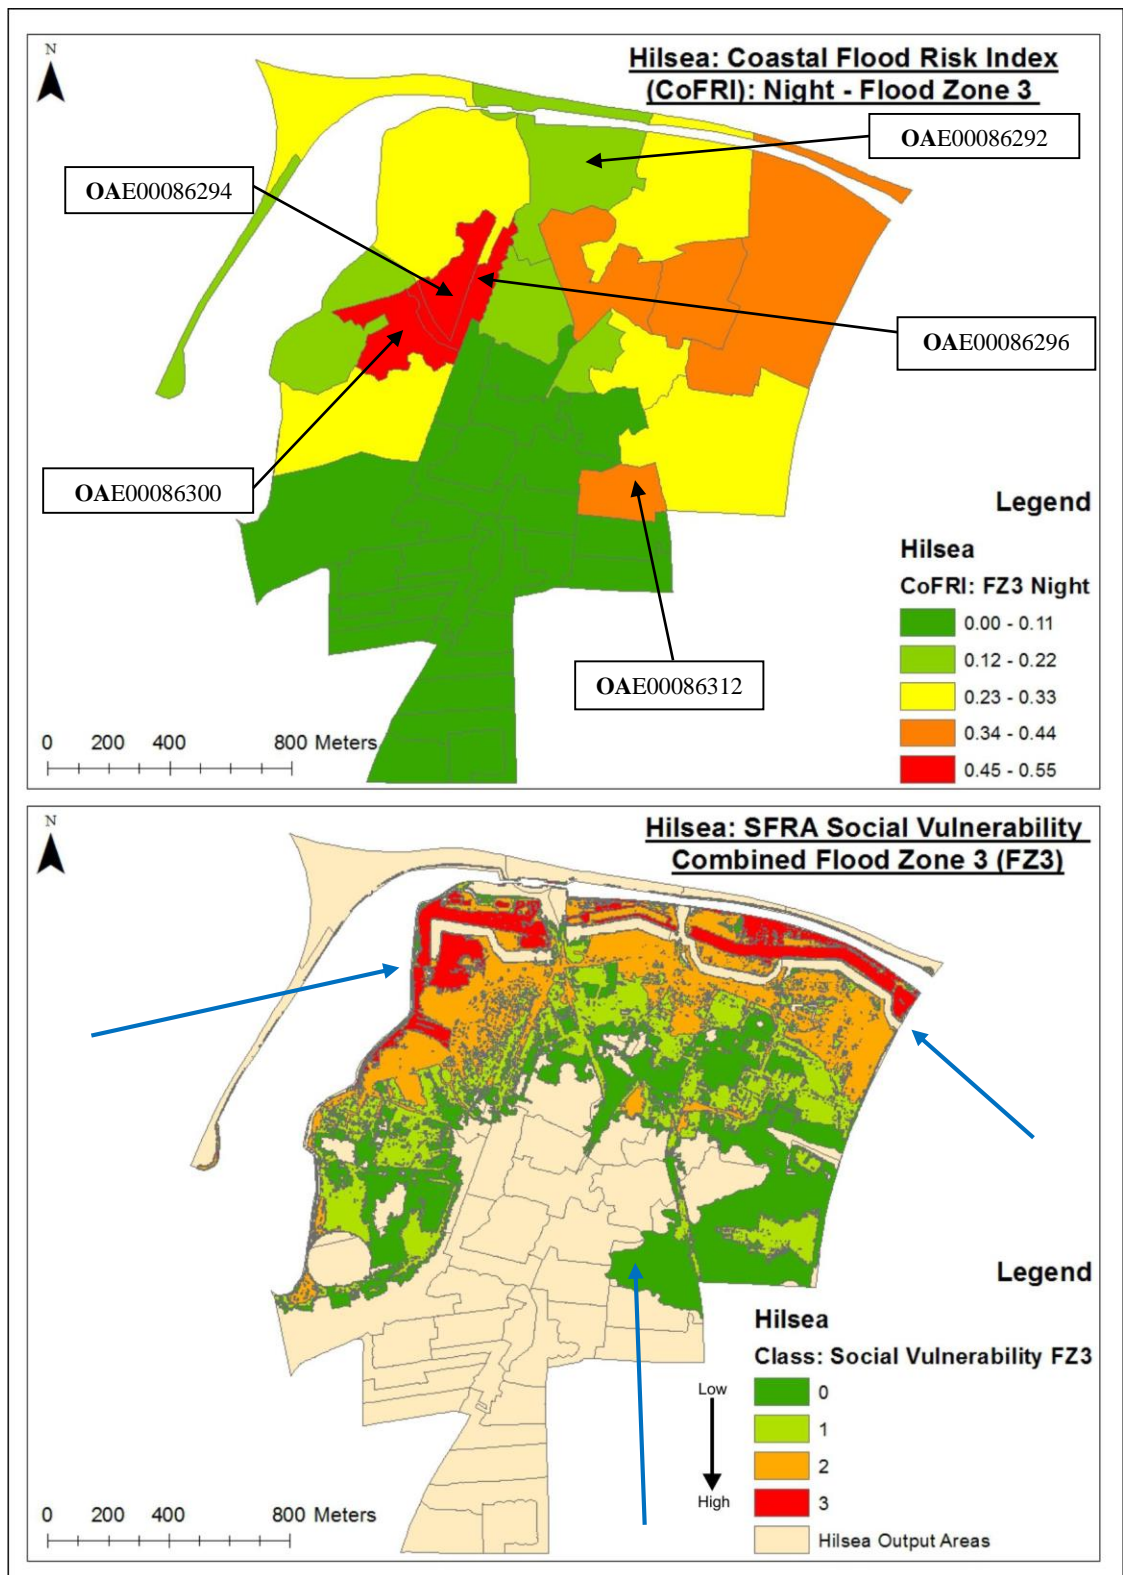 N
Hilsea: Coastal Flood Risk Index
(CoFRI): Night - Flood Zone 3
OAE00086292
OAE00086294
OAE00086296
OAE00086300
OAE00086312
Legend
Hilsea
CoFRI: FZ3 Night
0.00 - 0.11
0.12 - 0.22
0.23 - 0.33
0.34 - 0.44
0.45 - 0.55
0 200 400 800 Meters
N
Hilsea: SFRA Social Vulnerability
Combined Flood Zone 3 (FZ3)
Legend
Hilsea
Class: Social Vulnerability FZ3
Low
High
0
1
2
3
Hilsea Output Areas
0 200 400 800 Meters